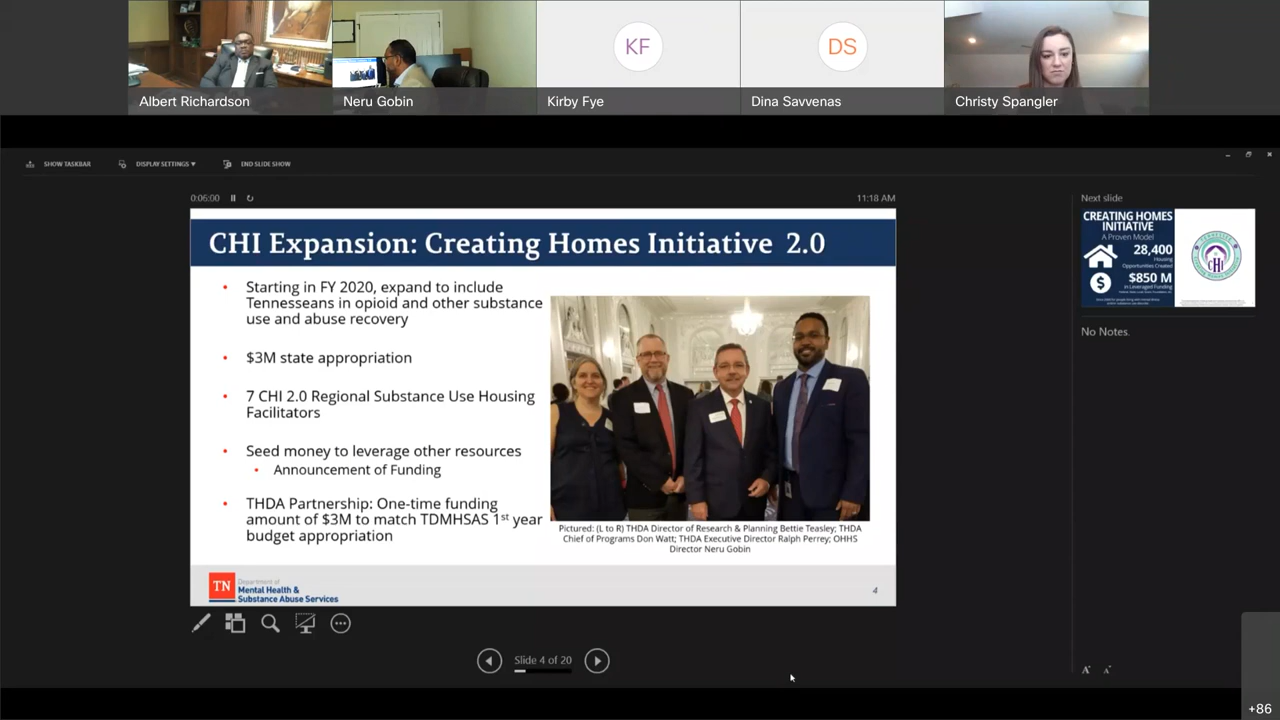 KF
DS
Albert Richardson
Neru Gobin
Kirby Fye
Dina Savvenas
Christy Spangler
SHOW TASKBAR
DISPLAY SETTINGS ▾
END SLIDE SHOW
0:06:00
11:18 AM
CHI Expansion: Creating Homes Initiative 2.0
• Starting in FY 2020, expand to include
Tennesseans in opioid and other substance
use and abuse recovery
• $3M state appropriation
• 7 CHI 2.0 Regional Substance Use Housing
Facilitators
• Seed money to leverage other resources
• Announcement of Funding
• THDA Partnership: One-time funding
amount of $3M to match TDMHSAS 1st year
budget appropriation
Pictured: (L to R) THDA Director of Research & Planning Bettie Teasley; THDA
Chief of Programs Don Watt; THDA Executive Director Ralph Perrey; OHHS
Director Neru Gobin
TN
Department of
Mental Health &
Substance Abuse Services
4
Slide 4 of 20
Next slide
CREATING HOMES
INITIATIVE
A Proven Model
28,400
Housing
Opportunities Created
$850 M
in Leveraged Funding
CHI
No Notes.
A
A
+86